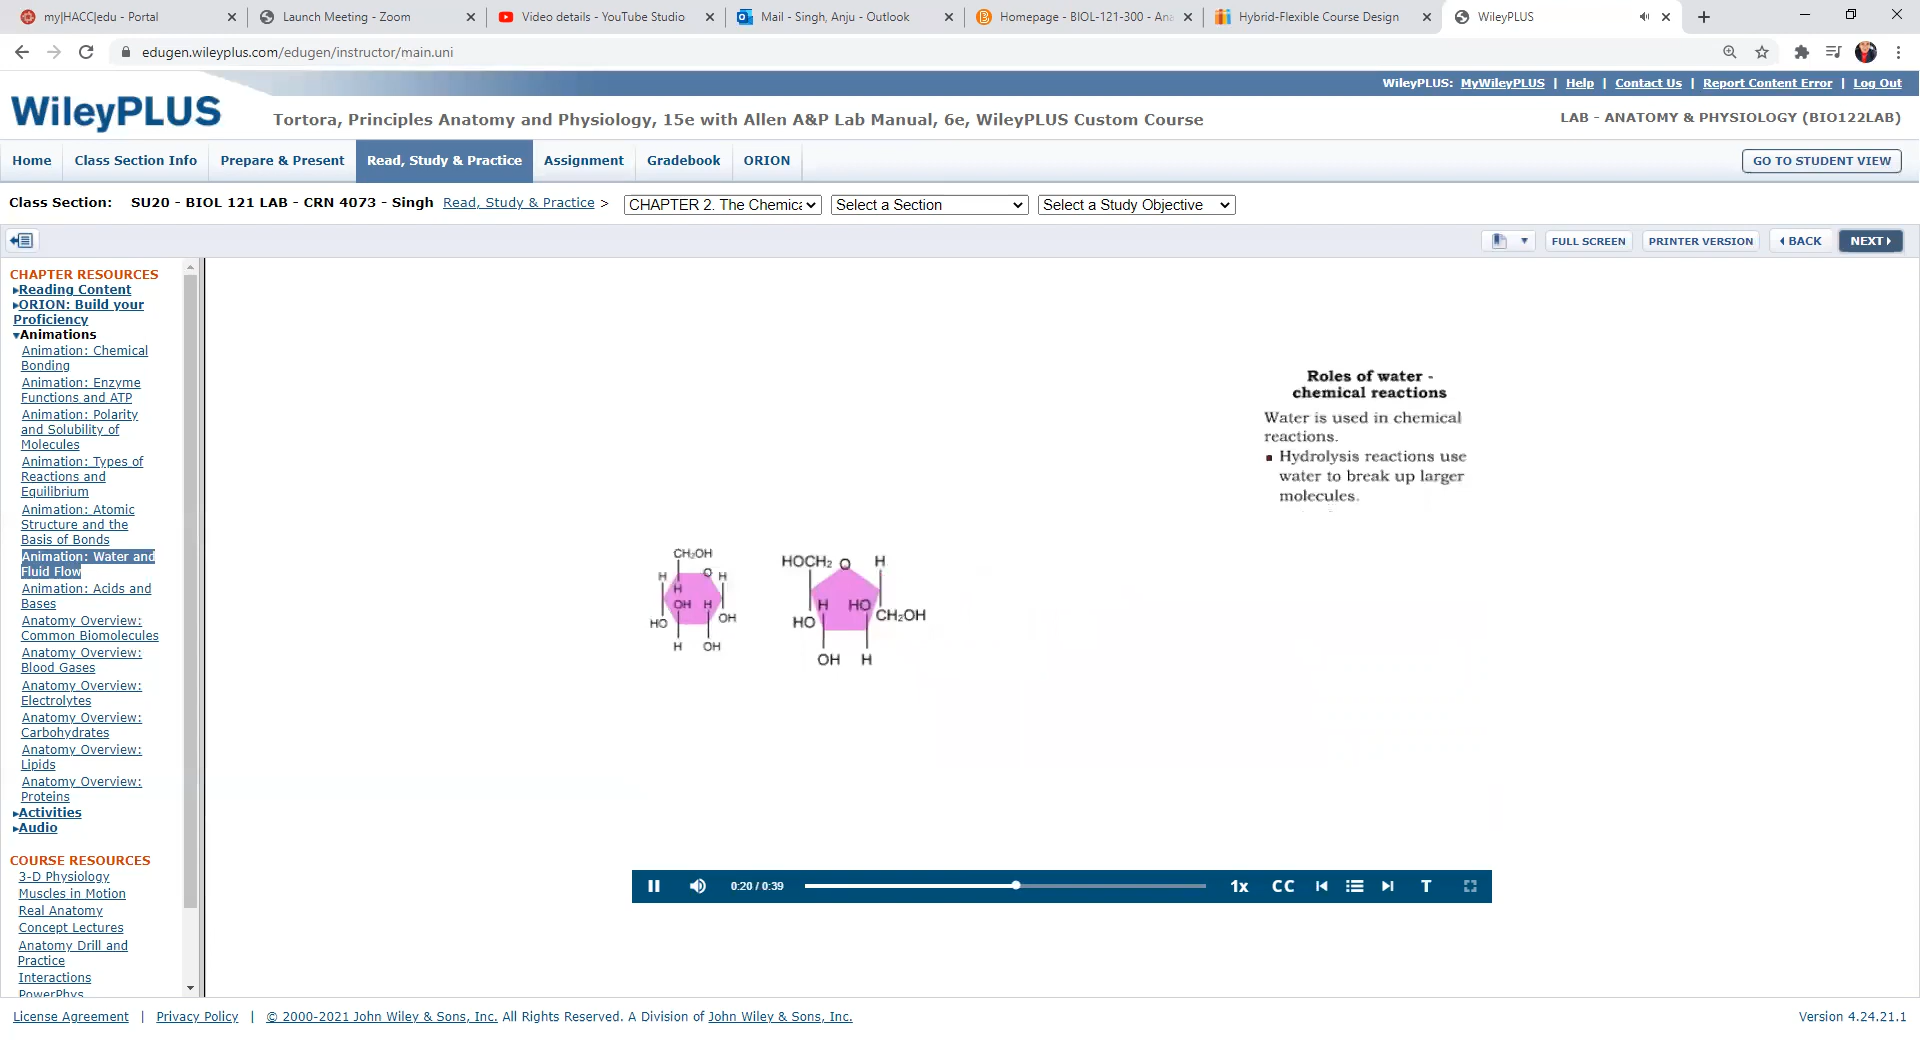 my|HACC|edu - Portal
Launch Meeting - Zoom
Video details - YouTube Studio
Mail - Singh, Anju - Outlook
Homepage - BIOL-121-300 - Ana
Hybrid-Flexible Course Design
WileyPLUS
edugen.wileyplus.com/edugen/instructor/main.uni
WileyPLUS: MyWileyPLUS | Help | Contact Us | Report Content Error | Log Out
WileyPLUS
Tortora, Principles Anatomy and Physiology, 15e with Allen A&P Lab Manual, 6e, WileyPLUS Custom Course
LAB - ANATOMY & PHYSIOLOGY (BIO122LAB)
Home Class Section Info Prepare & Present Read, Study & Practice Assignment Gradebook ORION
GO TO STUDENT VIEW
Class Section: SU20 - BIOL 121 LAB - CRN 4073 - Singh Read, Study & Practice > CHAPTER 2. The Chemica Select a Section Select a Study Objective
FULL SCREEN PRINTER VERSION BACK NEXT
CHAPTER RESOURCES
Reading Content
ORION: Build your
Proficiency
Animations
Animation: Chemical
Bonding
Animation: Enzyme
Functions and ATP
Animation: Polarity
and Solubility of
Molecules
Animation: Types of
Reactions and
Equilibrium
Animation: Atomic
Structure and the
Basis of Bonds
Animation: Water and
Fluid Flow
Animation: Acids and
Bases
Anatomy Overview:
Common Biomolecules
Anatomy Overview:
Blood Gases
Anatomy Overview:
Electrolytes
Anatomy Overview:
Carbohydrates
Anatomy Overview:
Lipids
Anatomy Overview:
Proteins
Activities
Audio
COURSE RESOURCES
3-D Physiology
Muscles in Motion
Real Anatomy
Concept Lectures
Anatomy Drill and
Practice
Interactions
PowerPhys
Roles of water -
chemical reactions
Water is used in chemical
reactions.
▪ Hydrolysis reactions use
water to break up larger
molecules.
CH₂OH
H O H
H
OH H
HO OH
H OH
HOCH₂ O H
H HO
HO CH₂OH
OH H
0:20 / 0:39
1x CC T
License Agreement | Privacy Policy | © 2000-2021 John Wiley & Sons, Inc. All Rights Reserved. A Division of John Wiley & Sons, Inc.
Version 4.24.21.1